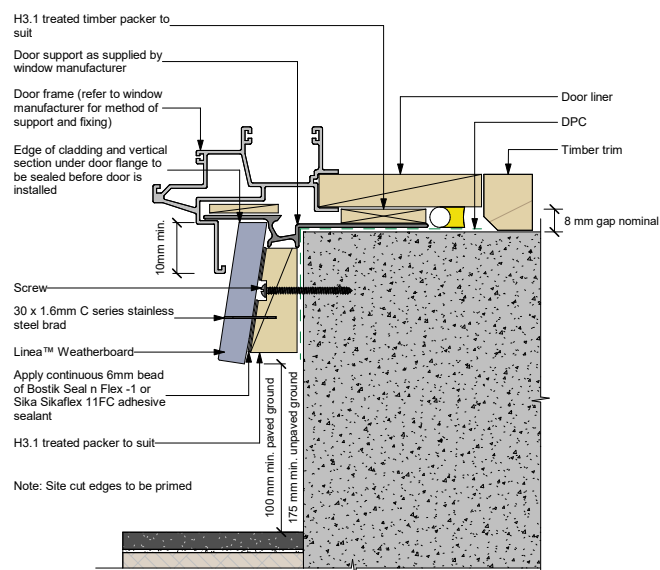 H3.1 treated timber packer to
suit
Door support as supplied by
window manufacturer
Door frame (refer to window
manufacturer for method of
support and fixing)
Edge of cladding and vertical
section under door flange to
be sealed before door is
installed
10mm min.
Screw
30 x 1.6mm C series stainless
steel brad
Linea™ Weatherboard
Apply continuous 6mm bead
of Bostik Seal n Flex -1 or
Sika Sikaflex 11FC adhesive
sealant
H3.1 treated packer to suit
Note: Site cut edges to be primed
100 mm min. paved ground
175 mm min. unpaved ground
Door liner
DPC
Timber trim
8 mm gap nominal